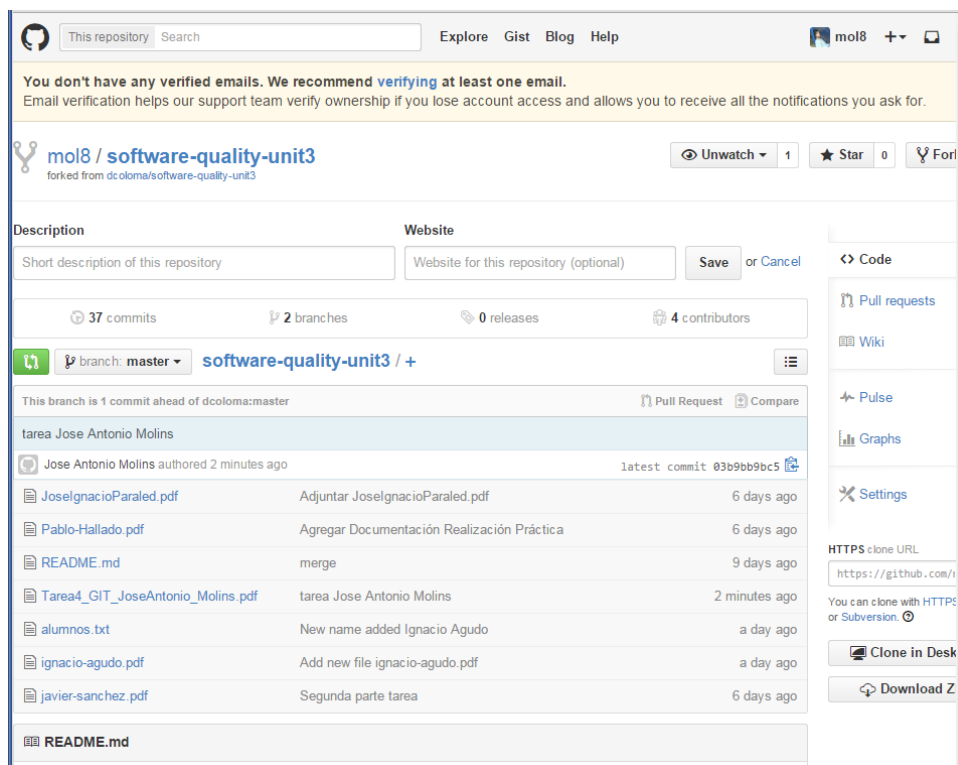 This repository Search Explore Gist Blog Help mol8
You don't have any verified emails. We recommend verifying at least one email.
Email verification helps our support team verify ownership if you lose account access and allows you to receive all the notifications you ask for.
mol8 / software-quality-unit3 Unwatch 1 Star 0 For
forked from dcoloma/software-quality-unit3
Description Website
Short description of this repository Website for this repository (optional) Save or Cancel
<> Code
Pull requests
Wiki
Pulse
Graphs
Settings
HTTPS clone URL
https://github.com/
You can clone with HTTPS
or Subversion.
Clone in Desk
Download Z
37 commits 2 branches 0 releases 4 contributors
branch: master software-quality-unit3 / +
This branch is 1 commit ahead of dcoloma:master Pull Request Compare
tarea Jose Antonio Molins
Jose Antonio Molins authored 2 minutes ago latest commit 03b9bb9bc5
JoseIgnacioParaled.pdf Adjuntar JoseIgnacioParaled.pdf 6 days ago
Pablo-Hallado.pdf Agregar Documentación Realización Práctica 6 days ago
README.md merge 9 days ago
Tarea4_GIT_JoseAntonio_Molins.pdf tarea Jose Antonio Molins 2 minutes ago
alumnos.txt New name added Ignacio Agudo a day ago
ignacio-agudo.pdf Add new file ignacio-agudo.pdf a day ago
javier-sanchez.pdf Segunda parte tarea 6 days ago
README.md